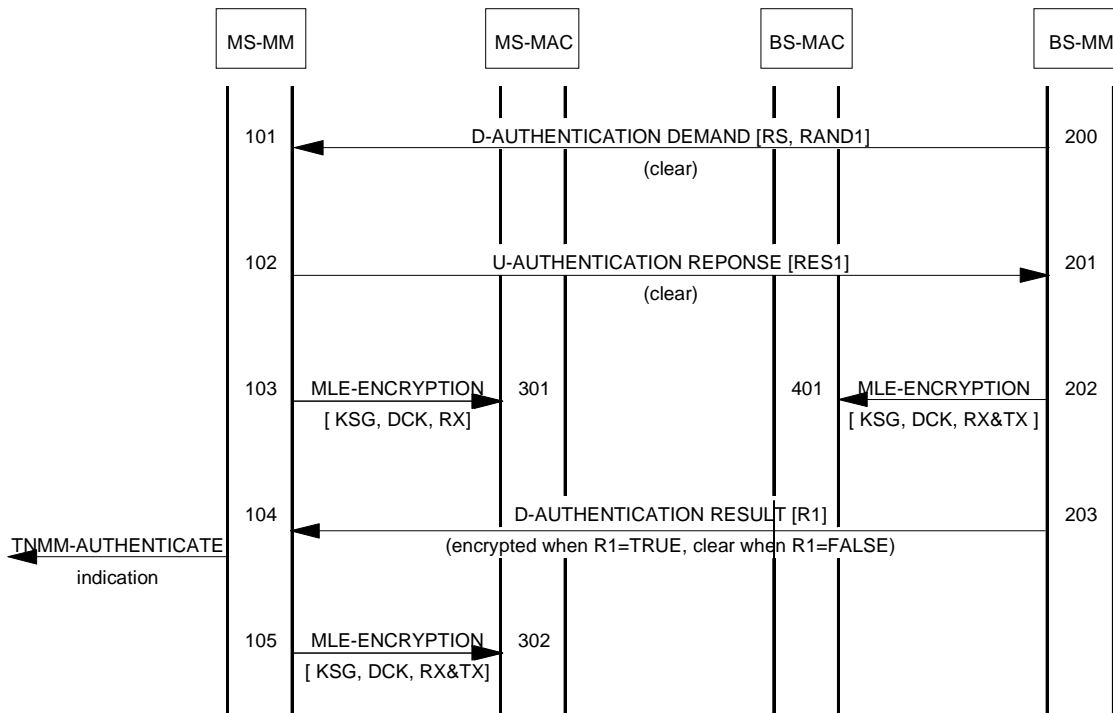 MS-MM MS-MAC BS-MAC BS-MM
101 D-AUTHENTICATION DEMAND [RS, RAND1] 200
(clear)
102 U-AUTHENTICATION REPONSE [RES1] 201
(clear)
103 MLE-ENCRYPTION 301 401 MLE-ENCRYPTION 202
[ KSG, DCK, RX] [ KSG, DCK, RX&TX ]
104 D-AUTHENTICATION RESULT [R1] 203
TNMM-AUTHENTICATE (encrypted when R1=TRUE, clear when R1=FALSE)
indication
105 MLE-ENCRYPTION 302
[ KSG, DCK, RX&TX]